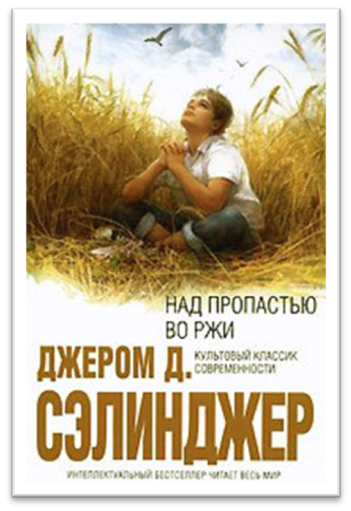 НАД ПРОПАСТЬЮ
ВО РЖИ
ДЖЕРОМ Д.
КУЛЬТОВЫЙ КЛАССИК
СОВРЕМЕННОСТИ
СЭЛИНДЖЕР
ИНТЕЛЛЕКТУАЛЬНЫЙ БЕСТСЕЛЛЕР ЧИТАЕТ ВЕСЬ МИР